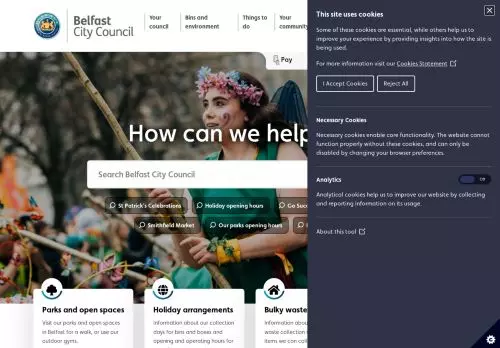 Belfast
City Council
Your
council
Bins and
environment
Things to
do
Your
community
Pay
How can we help
Search Belfast City Council
St Patrick's Celebrations
Holiday opening hours
Go Succ
Smithfield Market
Our parks opening hours
Parks and open spaces
Visit our parks and open spaces
in Belfast for a walk, or use our
outdoor gyms.
Holiday arrangements
Information about our collection
days for bins and boxes and
opening and operating hours for
Bulky waste
Information abou
waste collection s
items we can coll
This site uses cookies
Some of these cookies are essential, while others help us to
improve your experience by providing insights into how the site is
being used.
For more information visit our Cookies Statement
I Accept Cookies
Reject All
Necessary Cookies
Necessary cookies enable core functionality. The website cannot
function properly without these cookies, and can only be
disabled by changing your browser preferences.
Analytics
Off
Analytical cookies help us to improve our website by collecting
and reporting information on its usage.
About this tool